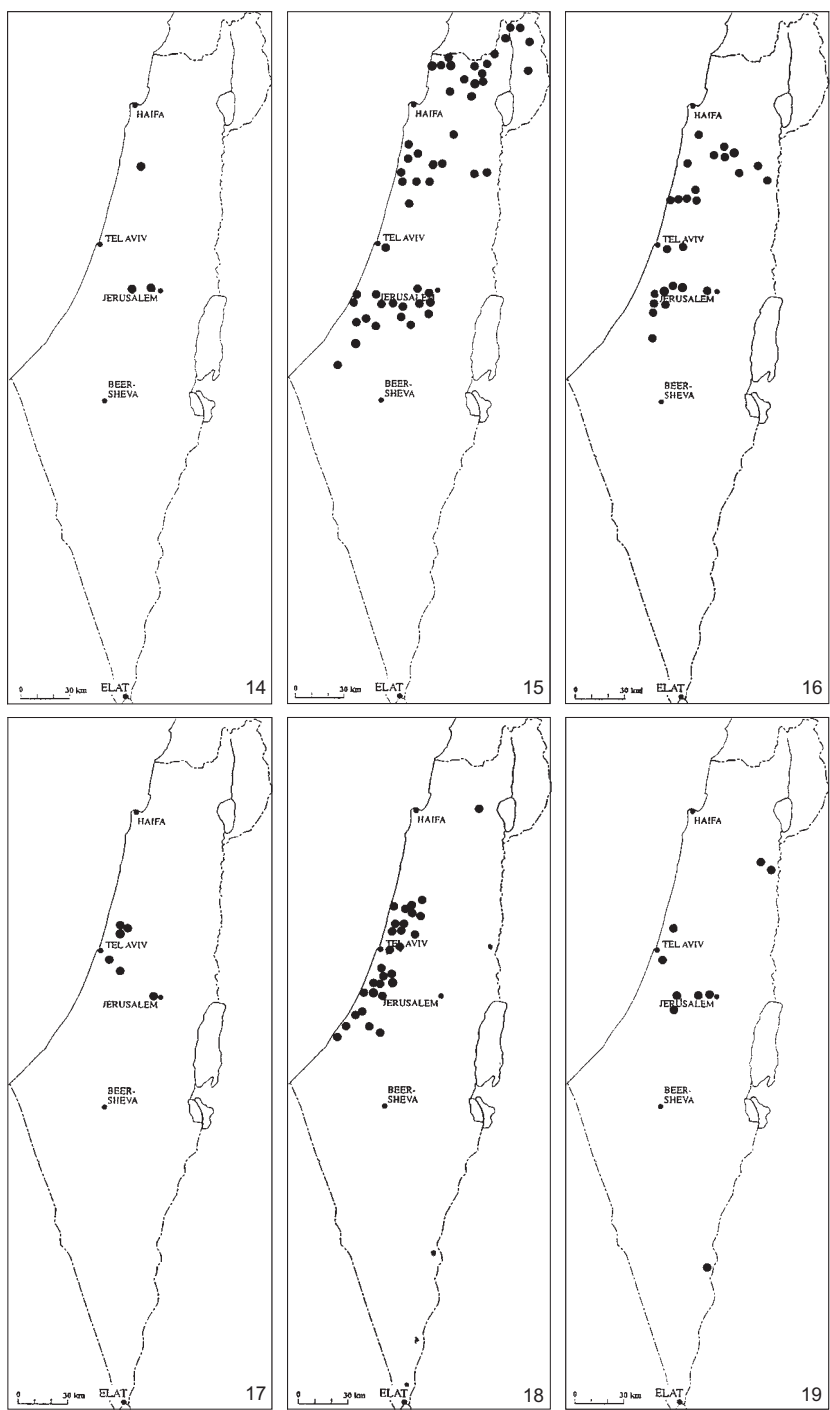 HAIFA
TEL AVIV
JERUSALEM
BEER-
SHEVA
ELAT
0 30 km
14
HAIFA
TEL AVIV
JERUSALEM
BEER-
SHEVA
ELAT
0 30 km
15
HAIFA
TEL AVIV
JERUSALEM
BEER-
SHEVA
ELAT
0 30 km
16
HAIFA
TEL AVIV
JERUSALEM
BEER-
SHEVA
ELAT
0 30 km
17
HAIFA
TEL AVIV
JERUSALEM
BEER-
SHEVA
ELAT
0 30 km
18
HAIFA
TEL AVIV
JERUSALEM
BEER-
SHEVA
ELAT
0 30 km
19